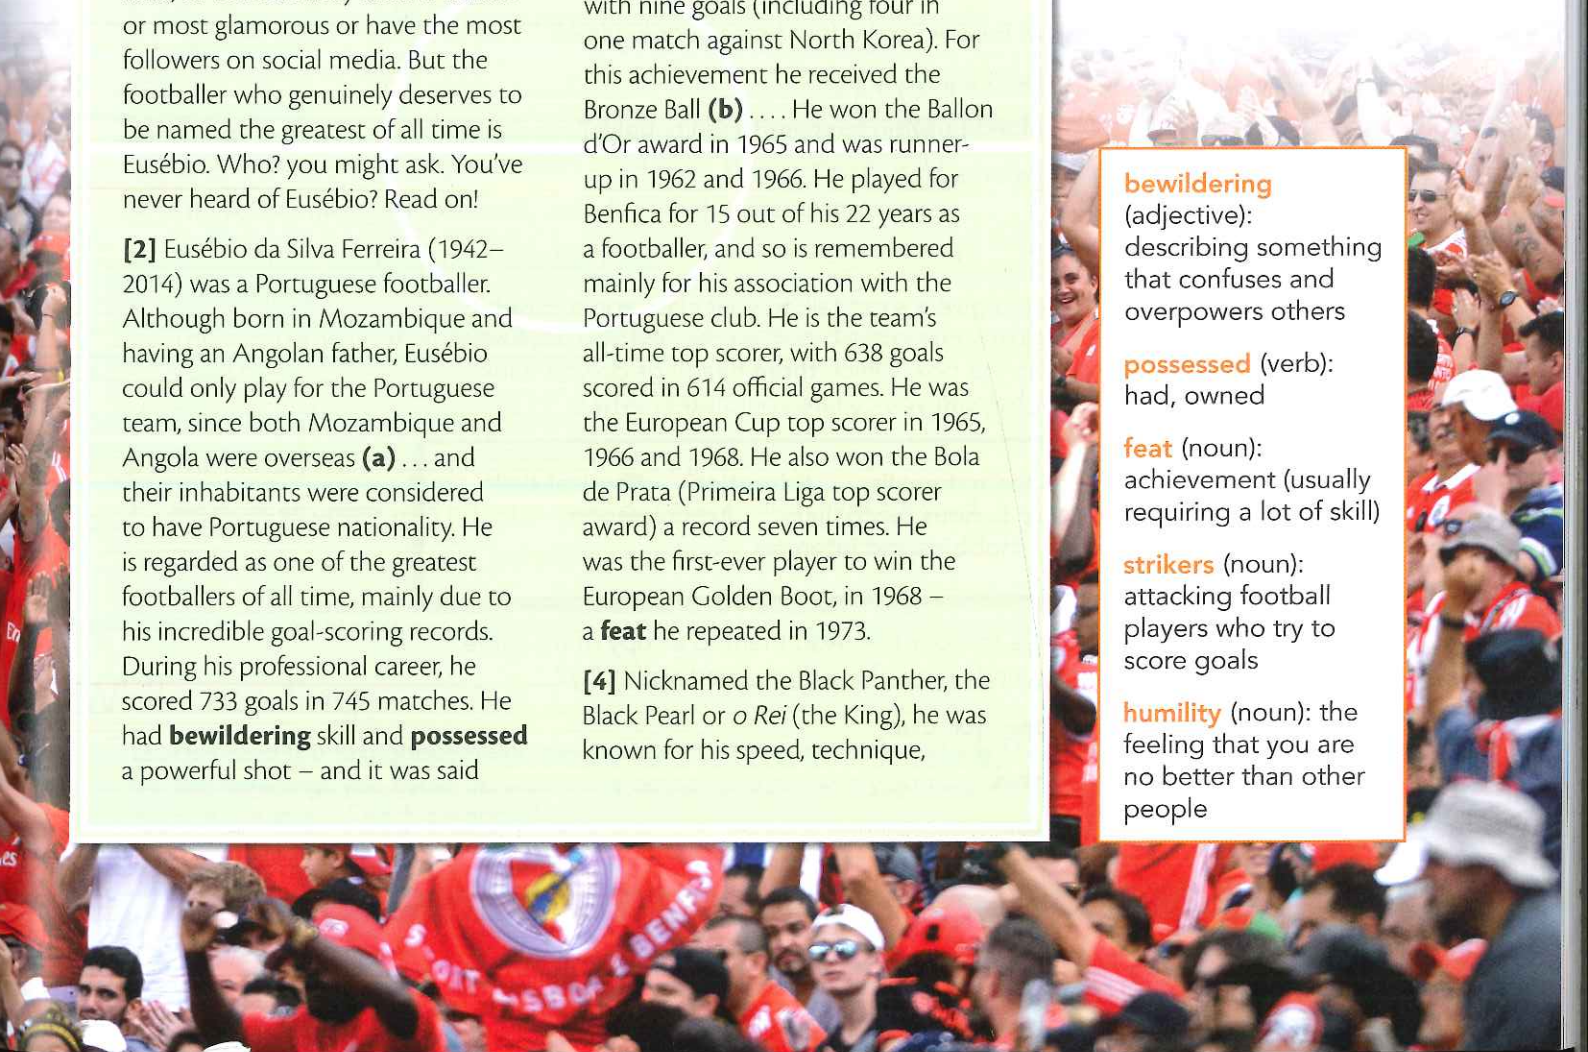 or most glamorous or have the most
followers on social media. But the
footballer who genuinely deserves to
be named the greatest of all time is
Eusébio. Who? you might ask. You've
never heard of Eusébio? Read on!
[2] Eusébio da Silva Ferreira (1942–
2014) was a Portuguese footballer.
Although born in Mozambique and
having an Angolan father, Eusébio
could only play for the Portuguese
team, since both Mozambique and
Angola were overseas (a) ... and
their inhabitants were considered
to have Portuguese nationality. He
is regarded as one of the greatest
footballers of all time, mainly due to
his incredible goal-scoring records.
During his professional career, he
scored 733 goals in 745 matches. He
had bewildering skill and possessed
a powerful shot – and it was said
with nine goals (including four in
one match against North Korea). For
this achievement he received the
Bronze Ball (b) .... He won the Ballon
d'Or award in 1965 and was runner-
up in 1962 and 1966. He played for
Benfica for 15 out of his 22 years as
a footballer, and so is remembered
mainly for his association with the
Portuguese club. He is the team's
all-time top scorer, with 638 goals
scored in 614 official games. He was
the European Cup top scorer in 1965,
1966 and 1968. He also won the Bola
de Prata (Primeira Liga top scorer
award) a record seven times. He
was the first-ever player to win the
European Golden Boot, in 1968 –
a feat he repeated in 1973.
[4] Nicknamed the Black Panther, the
Black Pearl or o Rei (the King), he was
known for his speed, technique,
bewildering
(adjective):
describing something
that confuses and
overpowers others
possessed (verb):
had, owned
feat (noun):
achievement (usually
requiring a lot of skill)
strikers (noun):
attacking football
players who try to
score goals
humility (noun): the
feeling that you are
no better than other
people
LISBOA E BENFI